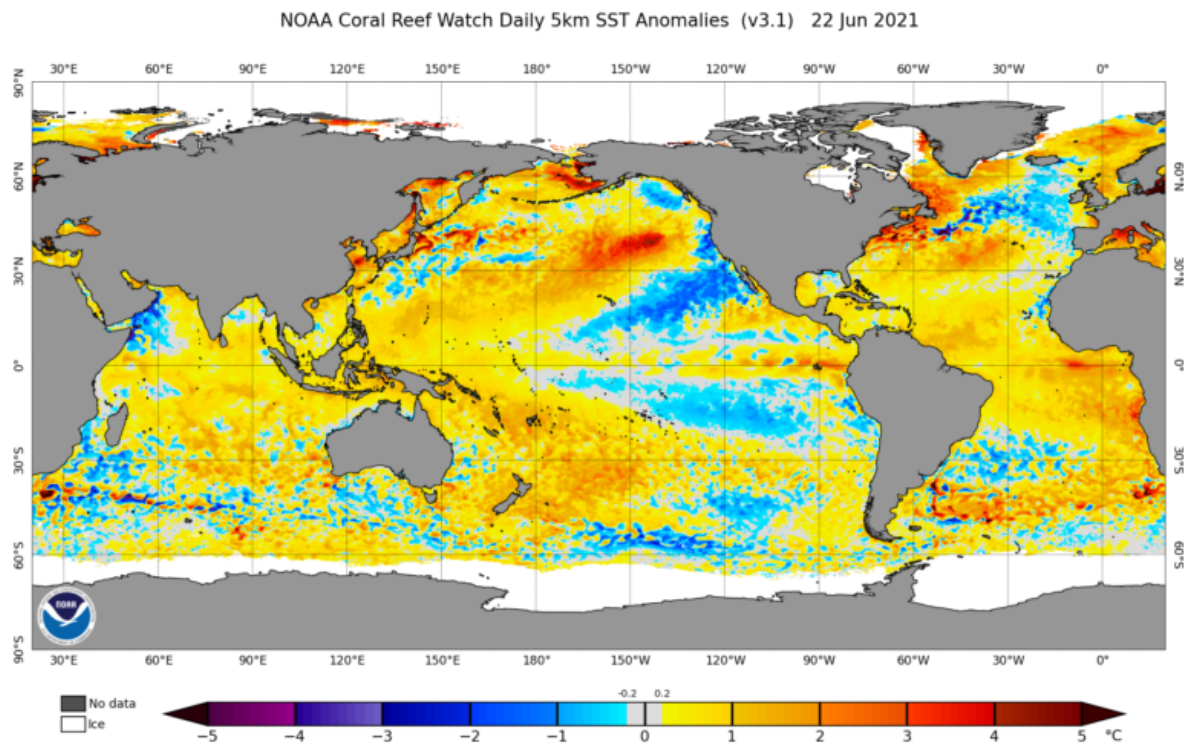 NOAA Coral Reef Watch Daily 5km SST Anomalies (v3.1) 22 Jun 2021
30°E 60°E 90°E 120°E 150°E 180° 150°W 120°W 90°W 60°W 30°W 0°
90°N
60°N 60°N
30°N 30°N
0° 0°
30°S 30°S
60°S 60°S
90°S
NOAA
30°E 60°E 90°E 120°E 150°E 180° 150°W 120°W 90°W 60°W 30°W 0°
-0.2 0.2
No data
Ice
−5 −4 −3 −2 −1 0 1 2 3 4 5 °C